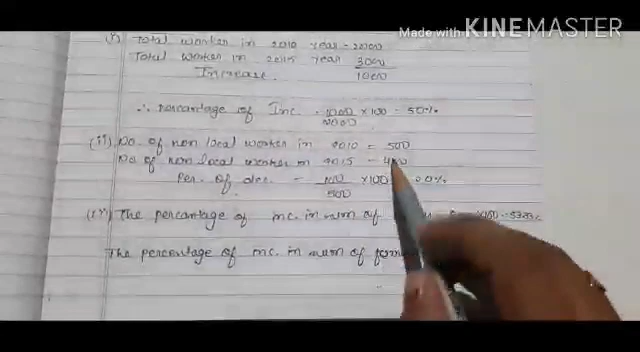 Made with KINEMASTER
(i) Total worker in 2010 year = 2000
Total worker in 2015 year 3000
Increase 1000
∴ Percentage of Inc. = 1000/2000 × 100 = 50%
(ii) No. of non local worker in 2010 = 500
No of non local worker in 2015 = 400
Per. of dec. = 100/500 × 100
The percentage of inc. in num of
The percentage of inc. in num of